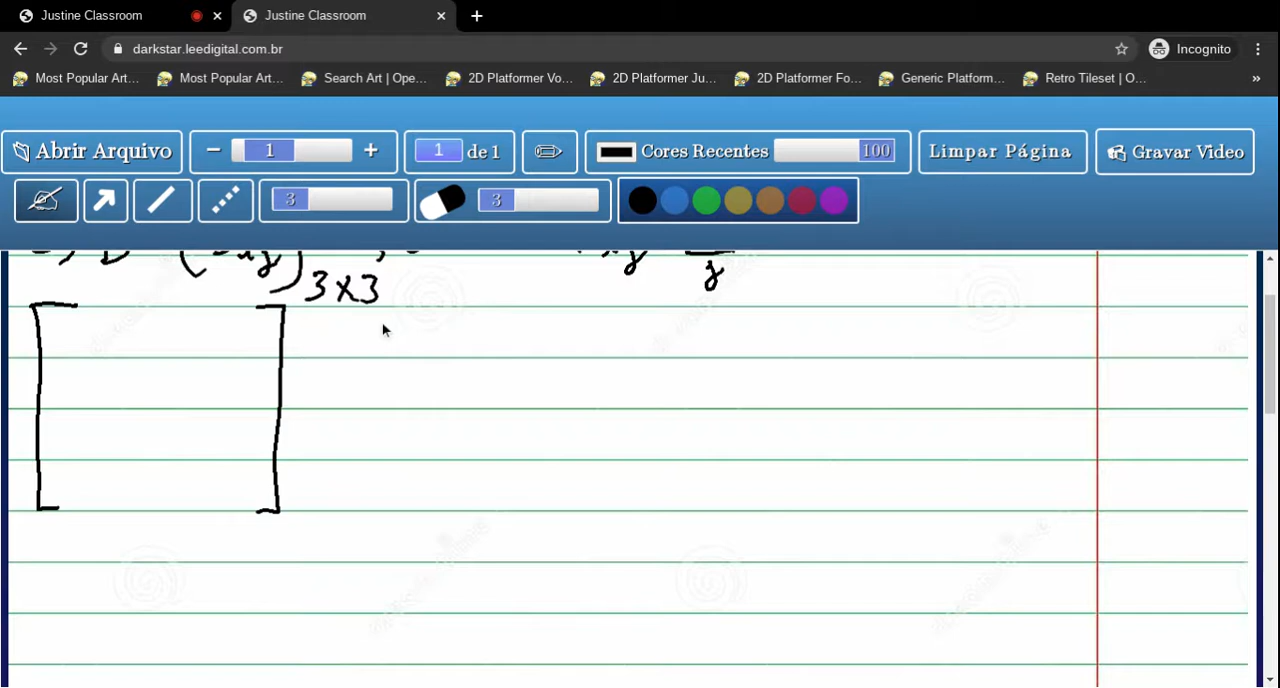 Justine Classroom
Justine Classroom
darkstar.leedigital.com.br
Incognito
Most Popular Art...
Most Popular Art...
Search Art | Ope...
2D Platformer Vo...
2D Platformer Ju...
2D Platformer Fo...
Generic Platform...
Retro Tileset | O...
»
Abrir Arquivo
− 1 +
1 de 1
Cores Recentes
100
Limpar Página
Gravar Video
3
3
3x3